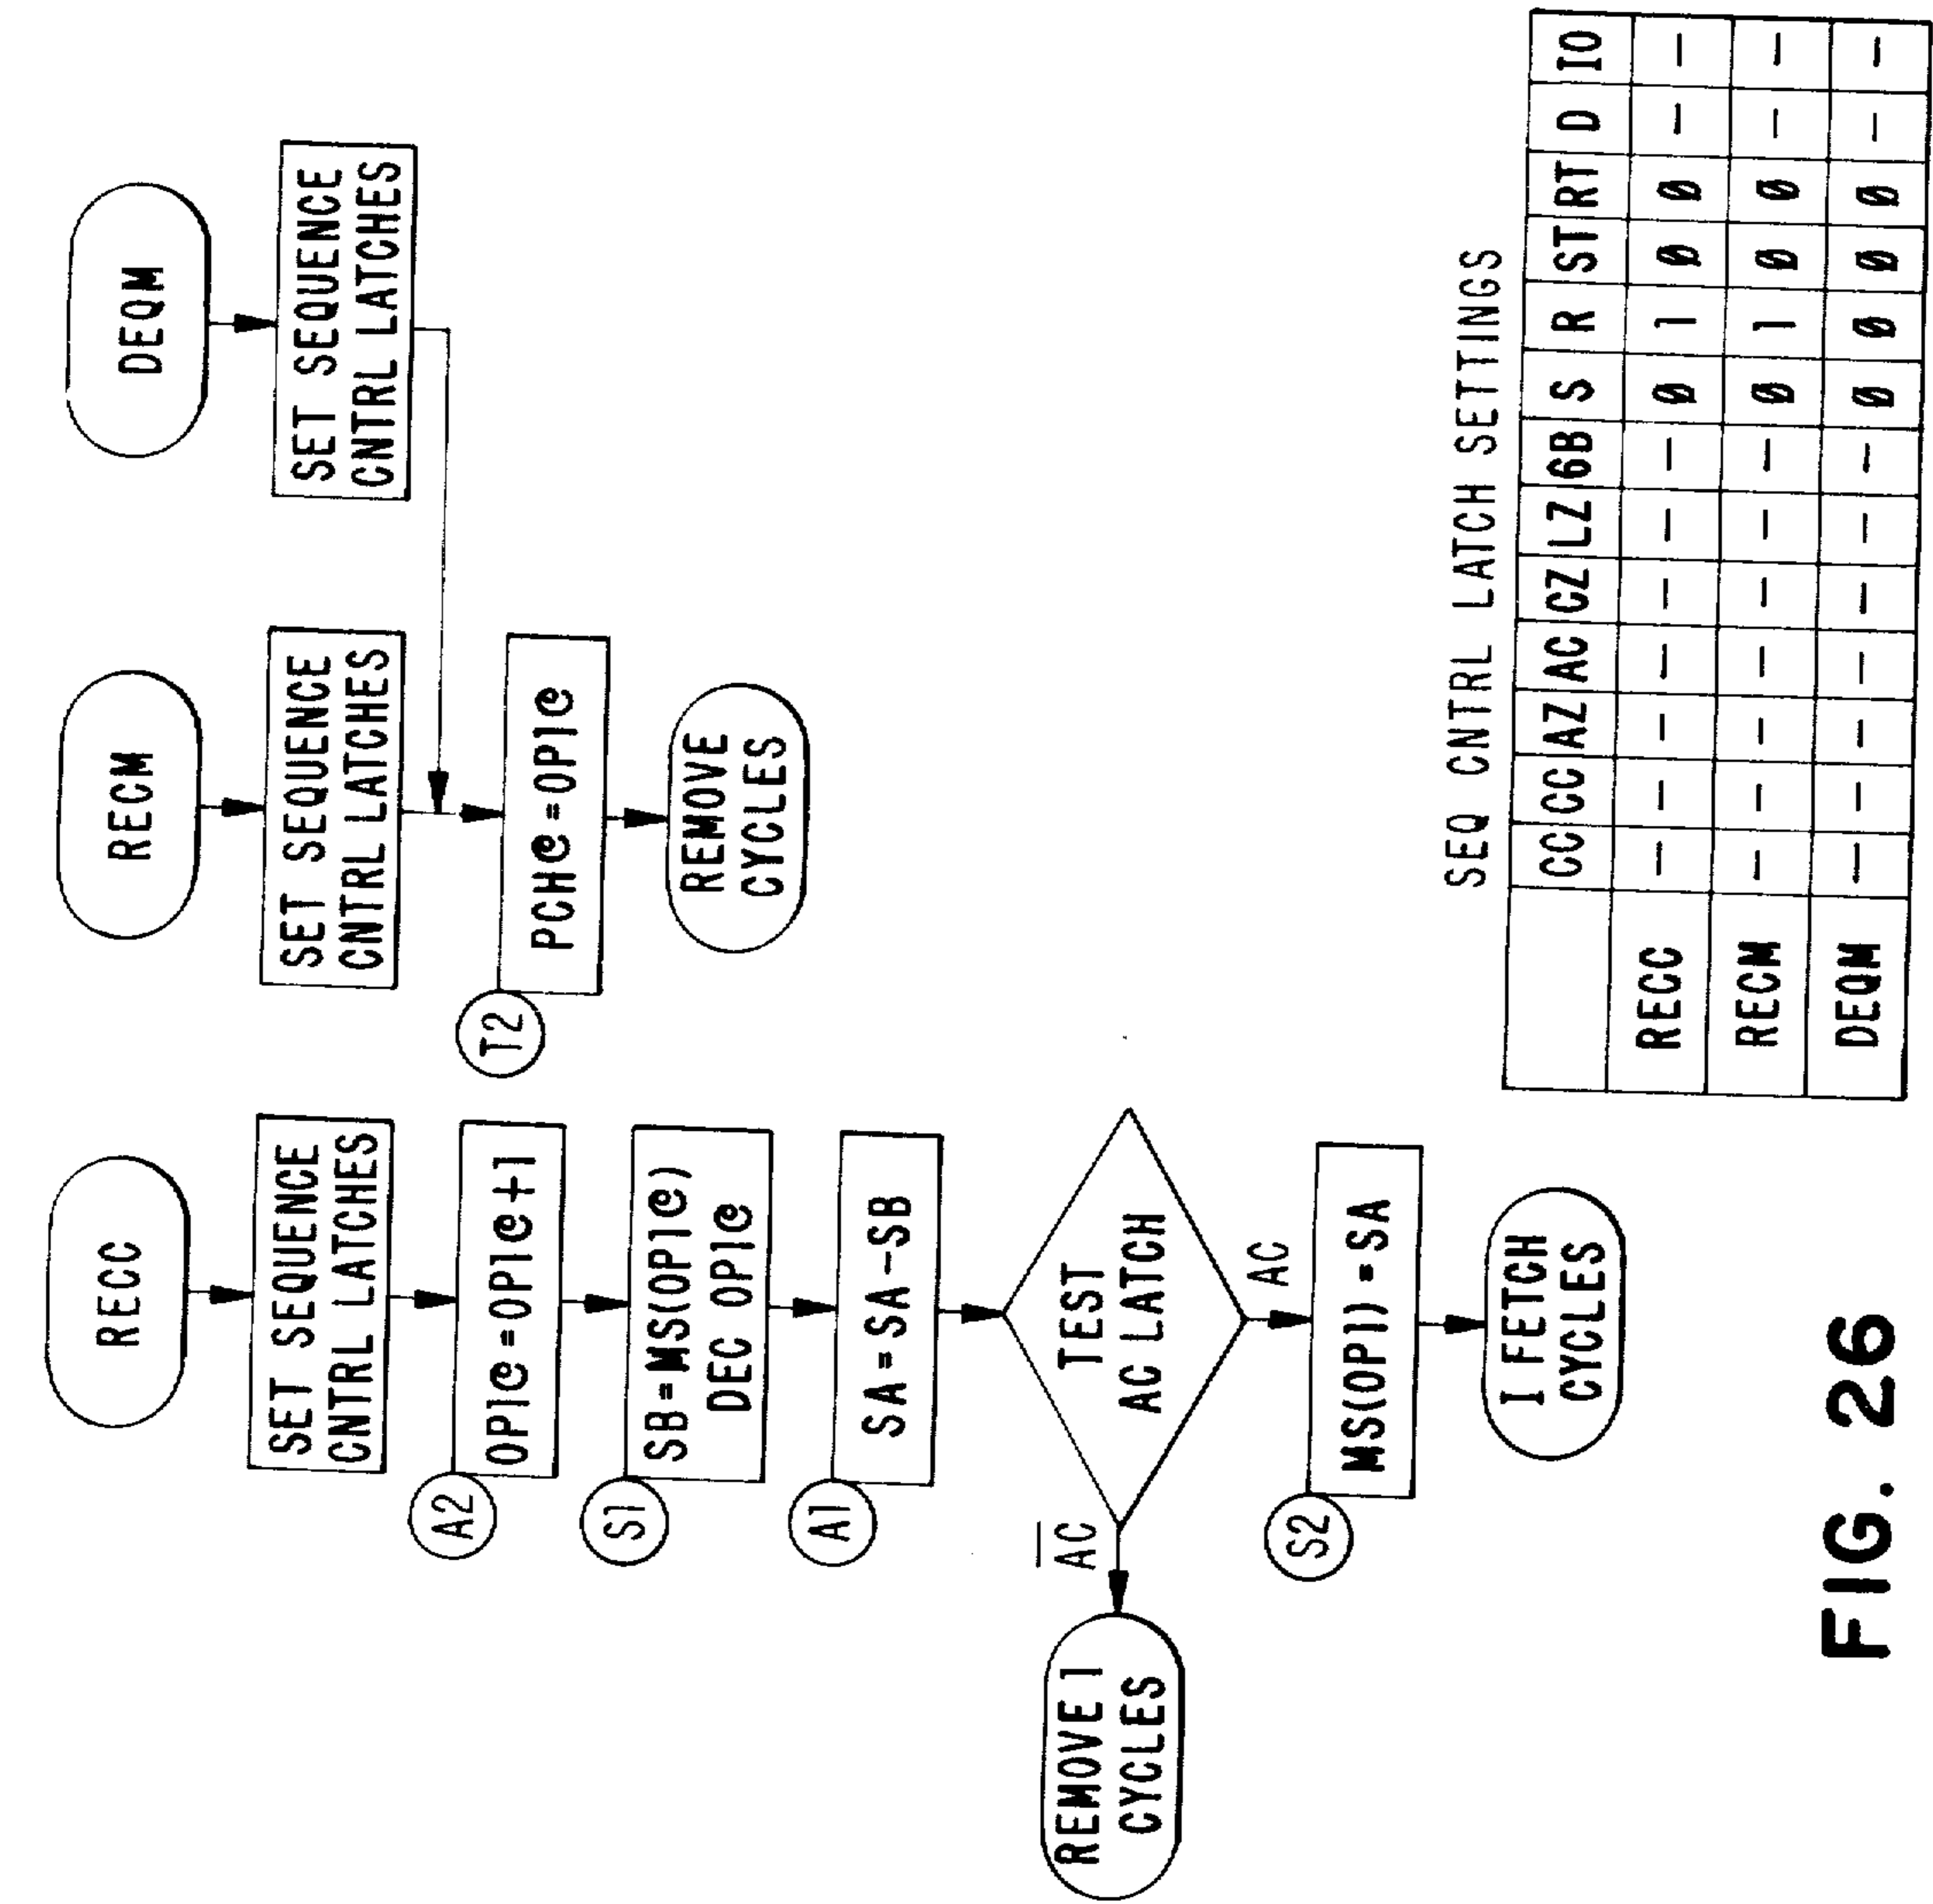 RECC
SET SEQUENCE
CNTRL LATCHES
A2
OP1@=OP1@+1
S1
SB=MS(OP1@)
DEC OP1@
A1
SA=SA-SB
TEST
AC LATCH
A̅C̅
AC
REMOVE 1
CYCLES
S2
MS(OP1)=SA
I FETCH
CYCLES
RECM
SET SEQUENCE
CNTRL LATCHES
T2
PCH@=OP1@
REMOVE
CYCLES
DEQM
SET SEQUENCE
CNTRL LATCHES
SEQ CNTRL LATCH SETTINGS
CC CC AZ AC CZ LZ 6B S R ST RT D IO
RECC – – – – – – – Ø 1 Ø Ø – –
RECM – – – – – – – Ø 1 Ø Ø – –
DEQM – – – – – – – Ø Ø Ø Ø – –
FIG. 26